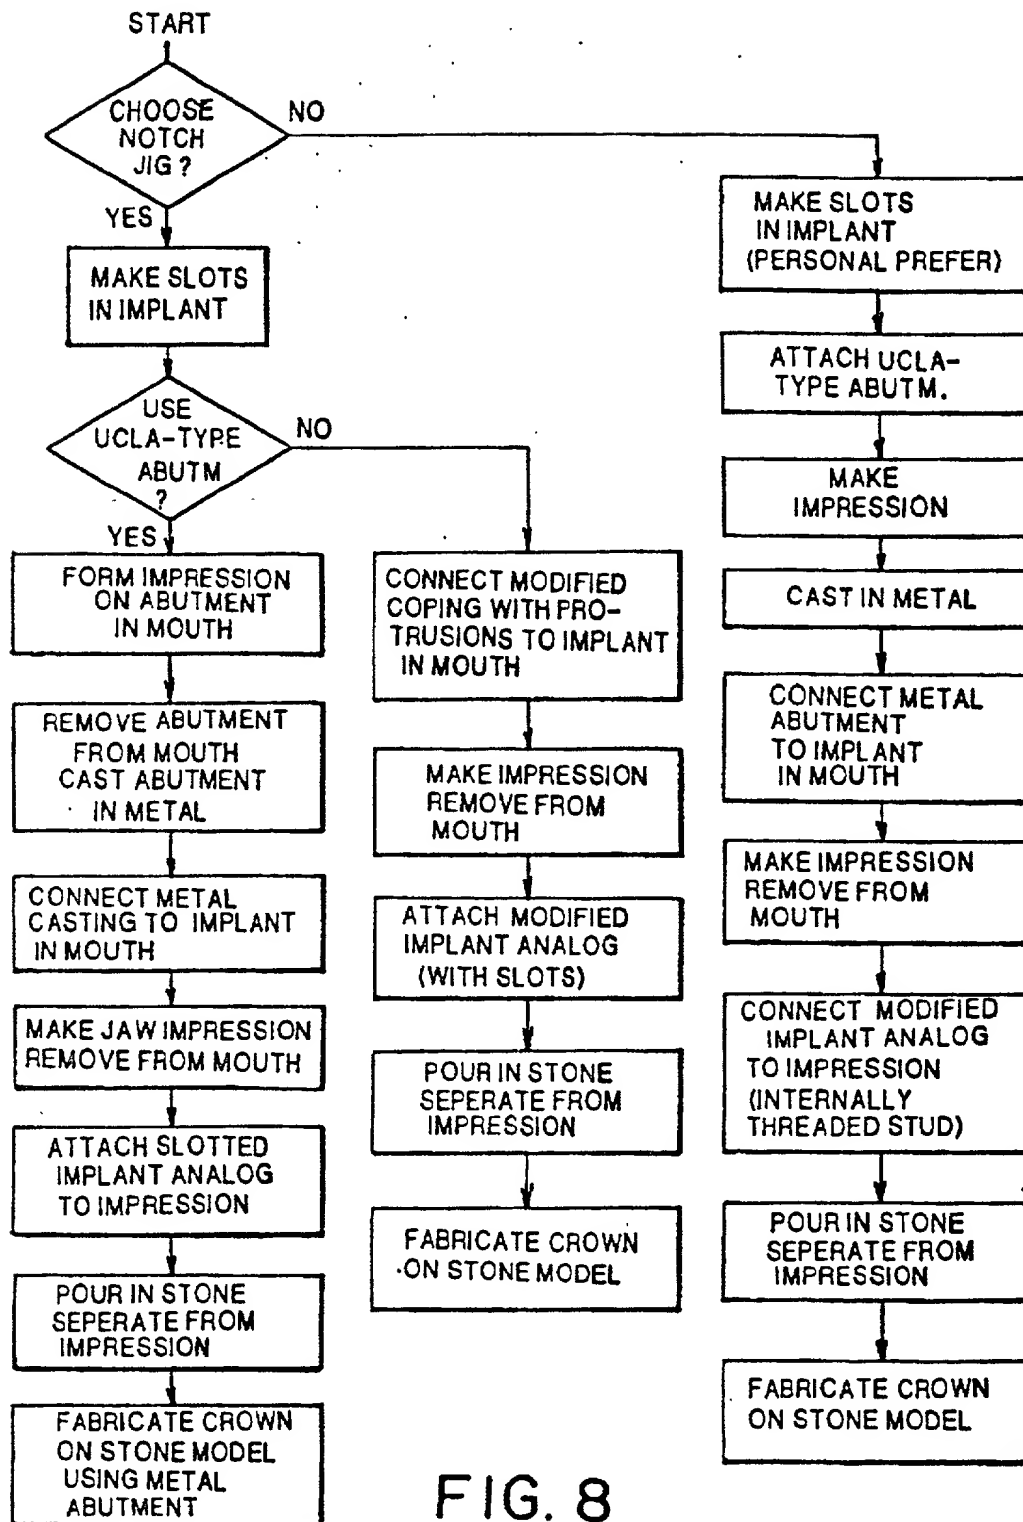 START
CHOOSE
NOTCH
JIG?
NO
YES
MAKE SLOTS
IN IMPLANT
USE
UCLA-TYPE
ABUTM
?
NO
YES
FORM IMPRESSION
ON ABUTMENT
IN MOUTH
REMOVE ABUTMENT
FROM MOUTH
CAST ABUTMENT
IN METAL
CONNECT METAL
CASTING TO IMPLANT
IN MOUTH
MAKE JAW IMPRESSION
REMOVE FROM MOUTH
ATTACH SLOTTED
IMPLANT ANALOG
TO IMPRESSION
POUR IN STONE
SEPERATE FROM
IMPRESSION
FABRICATE CROWN
ON STONE MODEL
USING METAL
ABUTMENT
CONNECT MODIFIED
COPING WITH PRO-
TRUSIONS TO IMPLANT
IN MOUTH
MAKE IMPRESSION
REMOVE FROM
MOUTH
ATTACH MODIFIED
IMPLANT ANALOG
(WITH SLOTS)
POUR IN STONE
SEPERATE FROM
IMPRESSION
FABRICATE CROWN
ON STONE MODEL
MAKE SLOTS
IN IMPLANT
(PERSONAL PREFER)
ATTACH UCLA-
TYPE ABUTM.
MAKE
IMPRESSION
CAST IN METAL
CONNECT METAL
ABUTMENT
TO IMPLANT
IN MOUTH
MAKE IMPRESSION
REMOVE FROM
MOUTH
CONNECT MODIFIED
IMPLANT ANALOG
TO IMPRESSION
(INTERNALLY
THREADED STUD)
POUR IN STONE
SEPERATE FROM
IMPRESSION
FABRICATE CROWN
ON STONE MODEL
FIG. 8